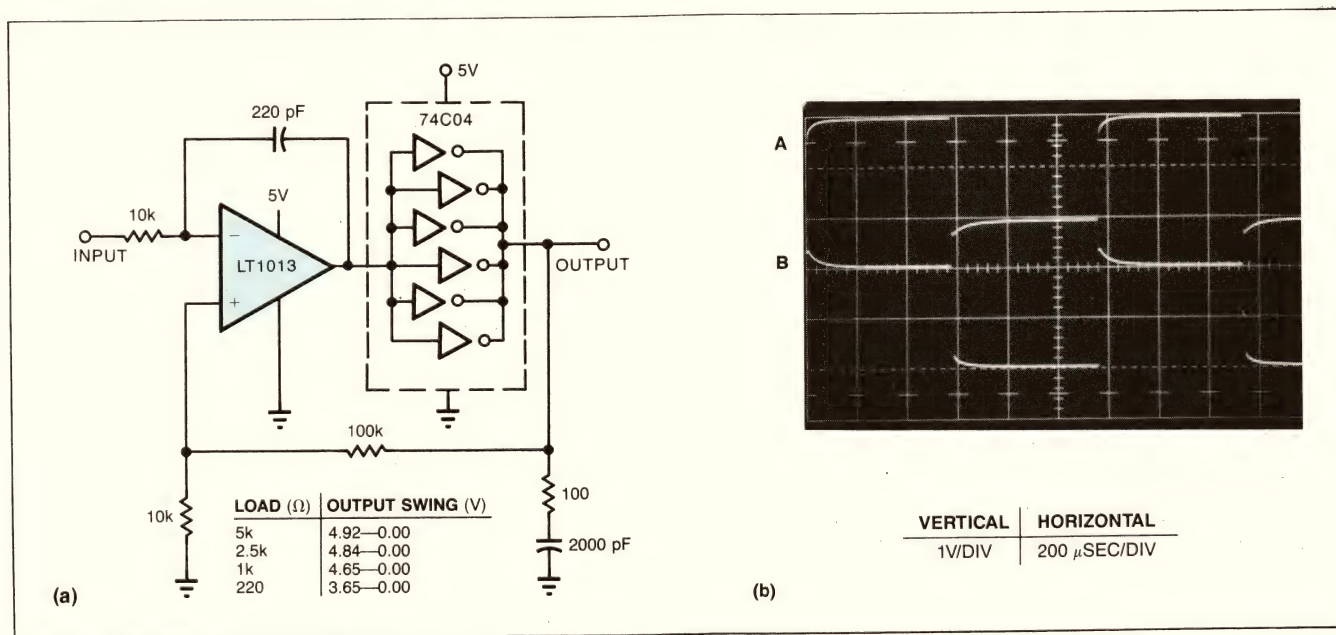 220 pF
5V
74C04
10k
5V
INPUT
−
LT1013
+
OUTPUT
100k
10k
100
2000 pF
LOAD (Ω) OUTPUT SWING (V)
5k 4.92—0.00
2.5k 4.84—0.00
1k 4.65—0.00
220 3.65—0.00
(a)
A
B
VERTICAL HORIZONTAL
1V/DIV 200 μSEC/DIV
(b)